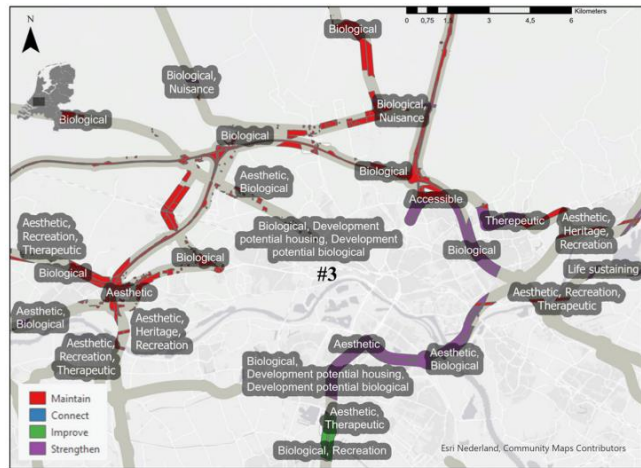 Kilometers
0 0,75 1,5 3 4,5 6
N
Biological
Biological,
Nuisance
Biological
Biological,
Nuisance
Biological
Aesthetic,
Biological
Biological
Accessible
Therepeutic
Aesthetic,
Heritage,
Recreation
Aesthetic,
Recreation,
Therapeutic
Biological, Development
potential housing, Development
potential biological
Biological
Biological
Biological
#3
Life sustaining
Aesthetic
Aesthetic, Recreation,
Therapeutic
Aesthetic,
Biological
Aesthetic,
Heritage,
Recreation
Aesthetic
Aesthetic,
Biological
Aesthetic,
Recreation,
Therapeutic
Biological,
Development potential housing,
Development potential biological
Maintain
Connect
Improve
Strengthen
Aesthetic,
Therapeutic
Biological, Recreation
Esri Nederland, Community Maps Contributors